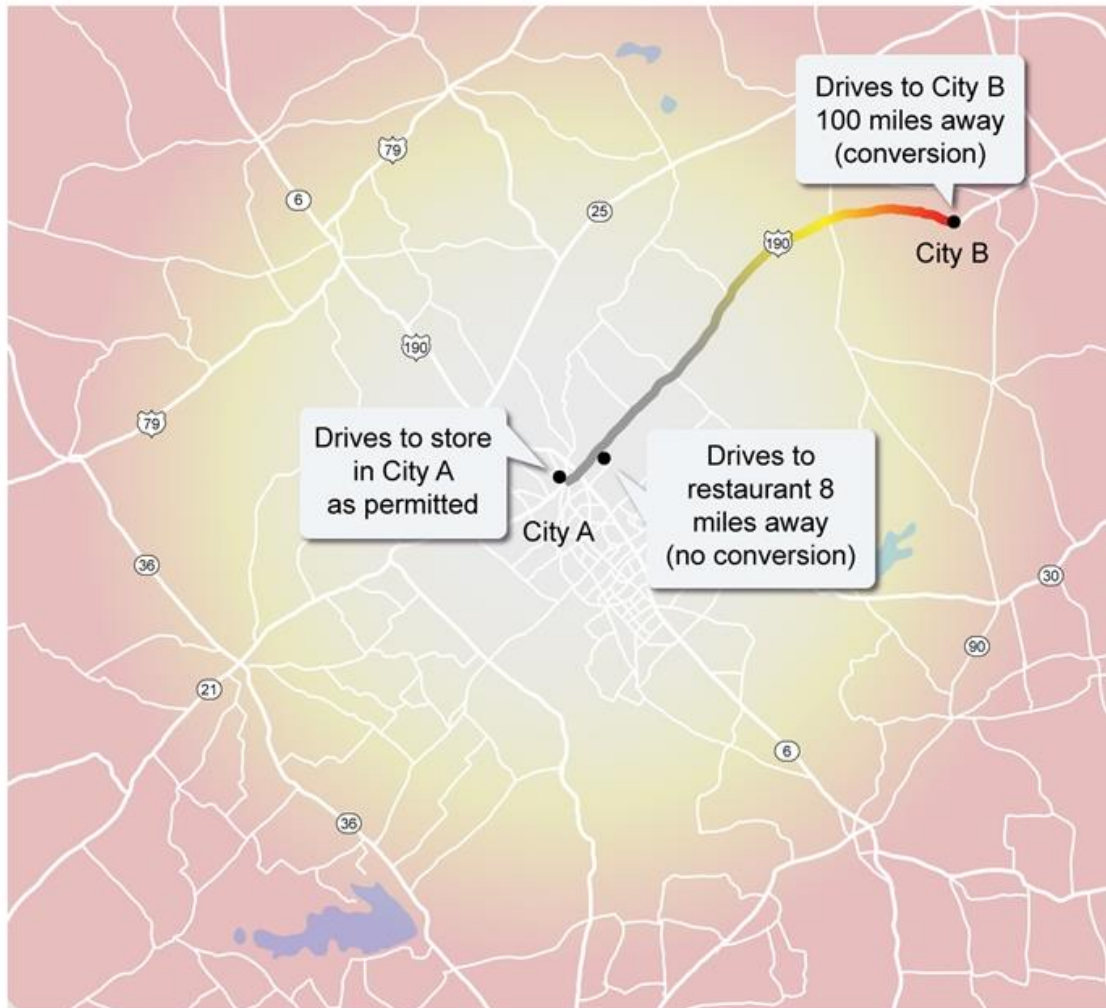 Drives to City B
100 miles away
(conversion)
79
6
25
190
City B
190
79
Drives to store
in City A
as permitted
Drives to
restaurant 8
miles away
(no conversion)
City A
36
30
90
21
6
36